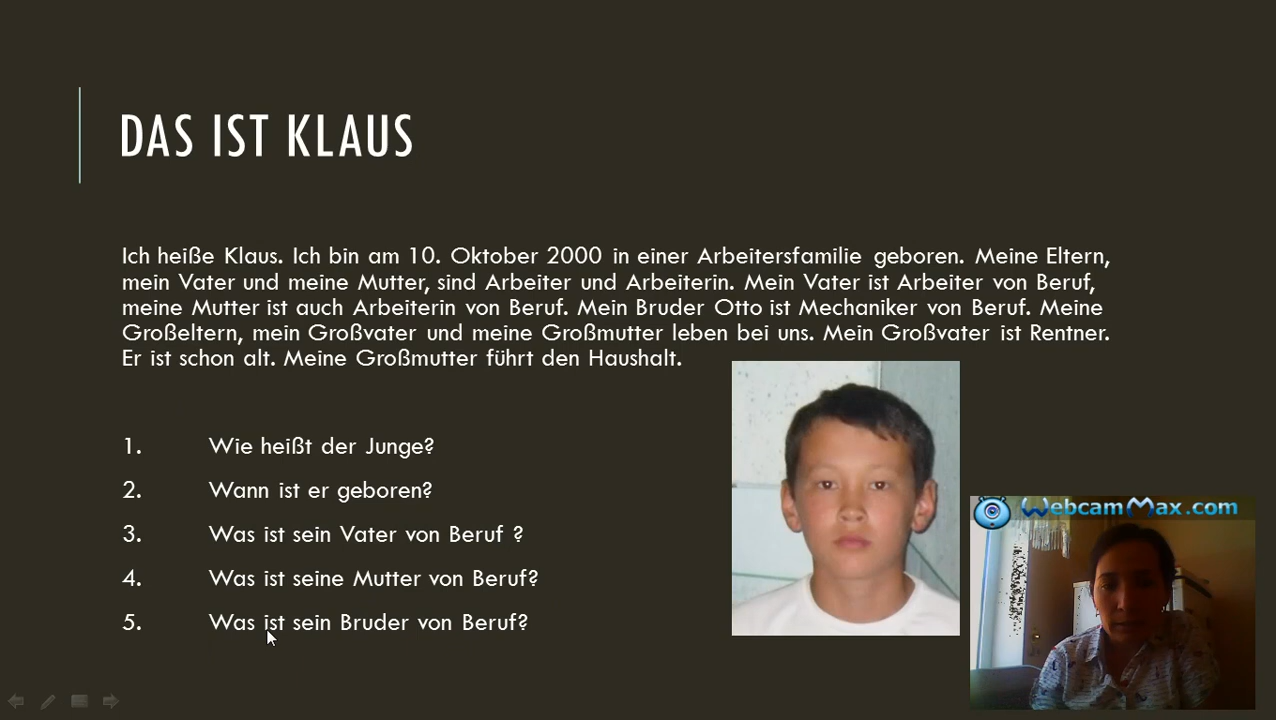 DAS IST KLAUS
Ich heiße Klaus. Ich bin am 10. Oktober 2000 in einer Arbeitersfamilie geboren. Meine Eltern,
mein Vater und meine Mutter, sind Arbeiter und Arbeiterin. Mein Vater ist Arbeiter von Beruf,
meine Mutter ist auch Arbeiterin von Beruf. Mein Bruder Otto ist Mechaniker von Beruf. Meine
Großeltern, mein Großvater und meine Großmutter leben bei uns. Mein Großvater ist Rentner.
Er ist schon alt. Meine Großmutter führt den Haushalt.
1. Wie heißt der Junge?
2. Wann ist er geboren?
3. Was ist sein Vater von Beruf ?
4. Was ist seine Mutter von Beruf?
5. Was ist sein Bruder von Beruf?
WebcamMax.com